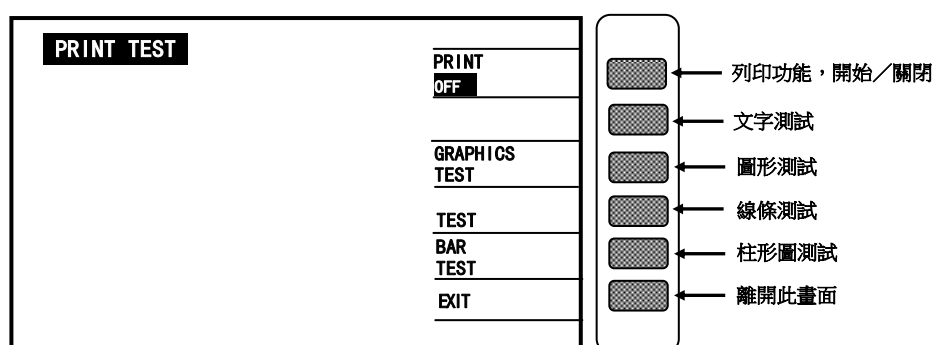 PRINT TEST
PRINT
OFF
GRAPHICS
TEST
TEST
BAR
TEST
EXIT
列印功能，開始／關閉
文字測試
圖形測試
線條測試
柱形圖測試
離開此畫面